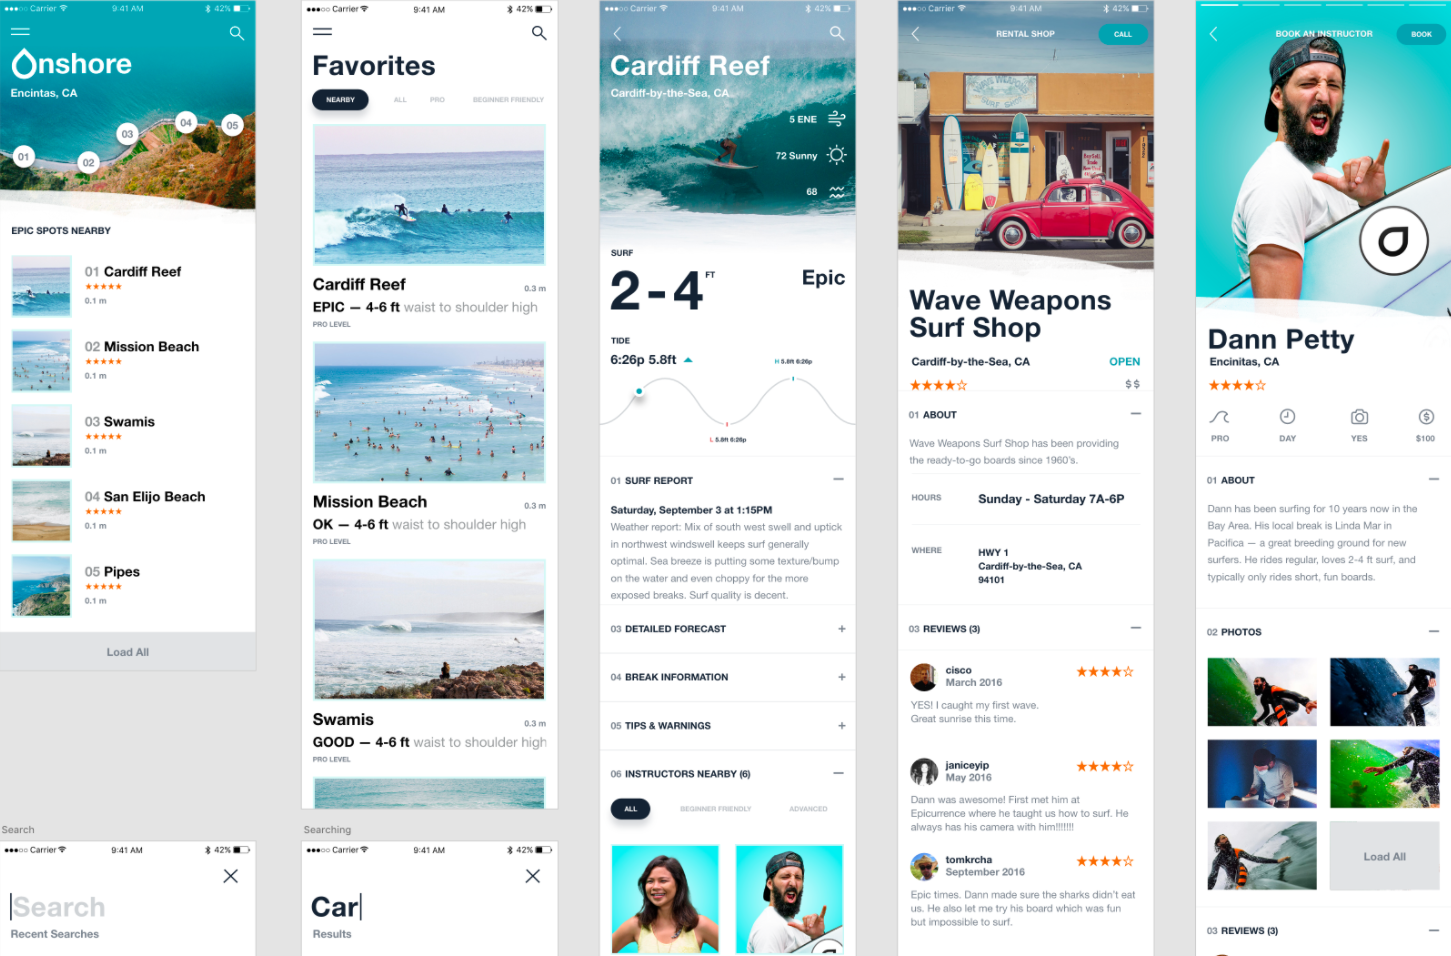 ●●●○○ Carrier 9:41 AM 42%
Onshore
Encintas, CA
01
02
03
04
05
EPIC SPOTS NEARBY
01 Cardiff Reef
★★★★★
0.1 m
02 Mission Beach
★★★★★
0.1 m
03 Swamis
★★★★★
0.1 m
04 San Elijo Beach
★★★★★
0.1 m
05 Pipes
★★★★★
0.1 m
Load All
Search
●●●○○ Carrier 9:41 AM 42%
Search
Recent Searches
●●●○○ Carrier 9:41 AM 42%
Favorites
NEARBY ALL PRO BEGINNER FRIENDLY
Cardiff Reef 0.3 m
EPIC — 4-6 ft waist to shoulder high
PRO LEVEL
Mission Beach 0.3 m
OK — 4-6 ft waist to shoulder high
PRO LEVEL
Swamis 0.3 m
GOOD — 4-6 ft waist to shoulder high
PRO LEVEL
Searching
●●●○○ Carrier 9:41 AM 42%
Car
Results
●●●○○ Carrier 9:41 AM 42%
Cardiff Reef
Cardiff-by-the-Sea, CA
5 ENE
72 Sunny
68
SURF
2-4 FT Epic
TIDE
6:26p 5.8ft
H 5.8ft 6:26p
L 5.8ft 6:26p
01 SURF REPORT
Saturday, September 3 at 1:15PM
Weather report: Mix of south west swell and uptick
in northwest windswell keeps surf generally
optimal. Sea breeze is putting some texture/bump
on the water and even choppy for the more
exposed breaks. Surf quality is decent.
03 DETAILED FORECAST
04 BREAK INFORMATION
05 TIPS & WARNINGS
06 INSTRUCTORS NEARBY (6)
ALL BEGINNER FRIENDLY ADVANCED
●●●○○ Carrier 9:41 AM 42%
RENTAL SHOP CALL
Wave Weapons
Surf Shop
Cardiff-by-the-Sea, CA OPEN
★★★★☆ $$
01 ABOUT
Wave Weapons Surf Shop has been providing
the ready-to-go boards since 1960's.
HOURS Sunday - Saturday 7A-6P
WHERE HWY 1
Cardiff-by-the-Sea, CA
94101
03 REVIEWS (3)
cisco ★★★★☆
March 2016
YES! I caught my first wave.
Great sunrise this time.
janiceyip ★★★★☆
May 2016
Dann was awesome! First met him at
Epicurrence where he taught us how to surf. He
always has his camera with him!!!!!!!
tomkrcha ★★★★☆
September 2016
Epic times. Dann made sure the sharks didn't eat
us. He also let me try his board which was fun
but impossible to surf.
BOOK AN INSTRUCTOR BOOK
Dann Petty
Encinitas, CA
★★★★☆
PRO DAY YES $100
01 ABOUT
Dann has been surfing for 10 years now in the
Bay Area. His local break is Linda Mar in
Pacifica — a great breeding ground for new
surfers. He rides regular, loves 2-4 ft surf, and
typically only rides short, fun boards.
02 PHOTOS
Load All
03 REVIEWS (3)